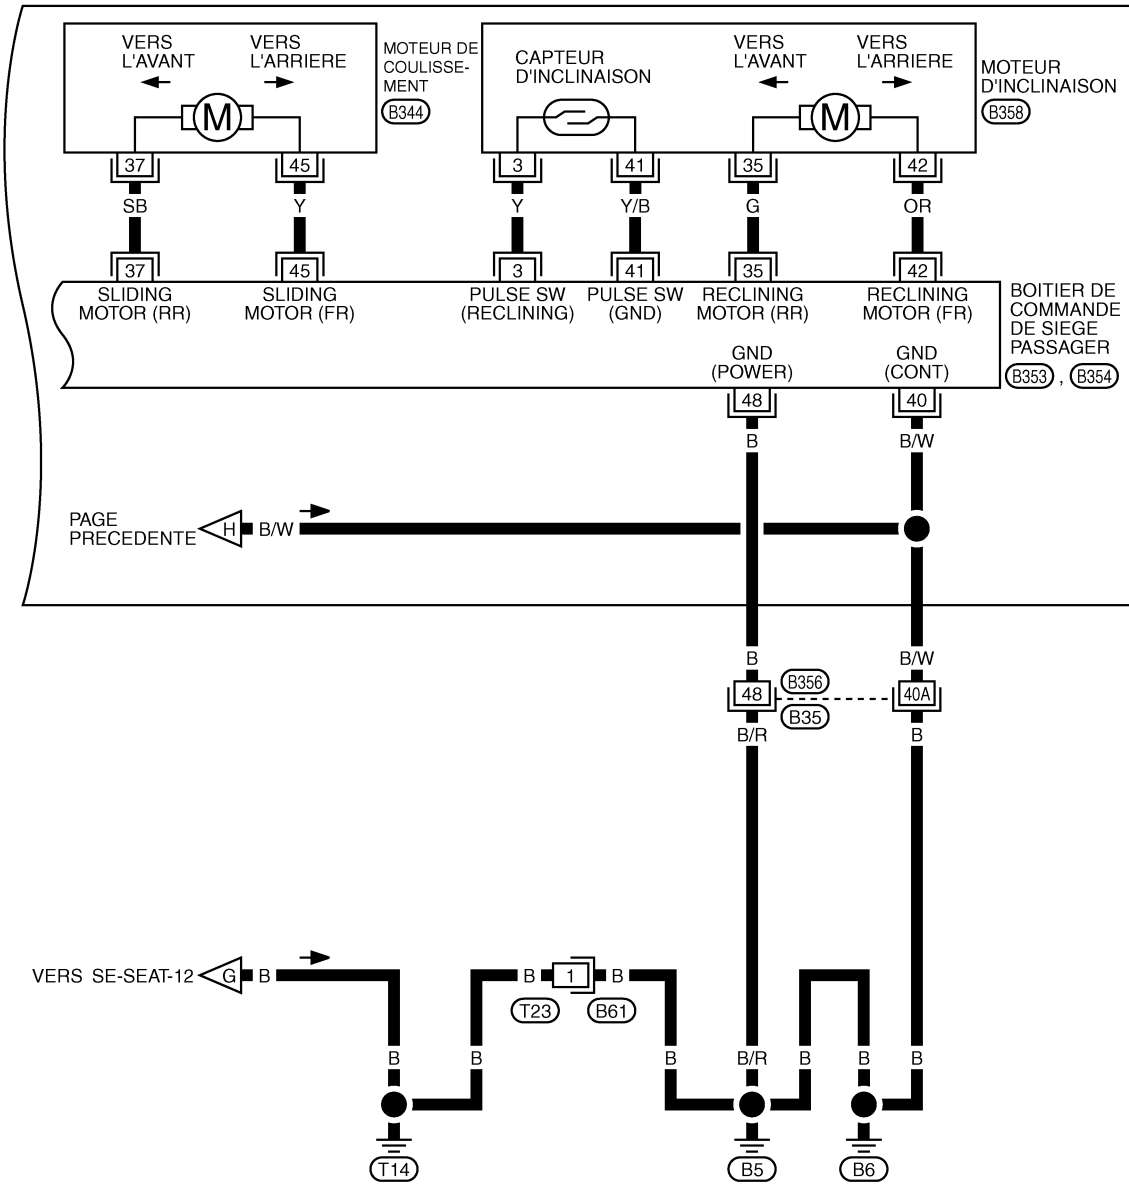 VERS
L'AVANT
VERS
L'ARRIERE
M
MOTEUR DE
COULISSE-
MENT
B344
CAPTEUR
D'INCLINAISON
VERS
L'AVANT
VERS
L'ARRIERE
M
MOTEUR
D'INCLINAISON
B358
37
45
3
41
35
42
SB
Y
Y
Y/B
G
OR
37
45
3
41
35
42
SLIDING
MOTOR (RR)
SLIDING
MOTOR (FR)
PULSE SW
(RECLINING)
PULSE SW
(GND)
RECLINING
MOTOR (RR)
RECLINING
MOTOR (FR)
BOITIER DE
COMMANDE
DE SIEGE
PASSAGER
B353 , B354
GND
(POWER)
GND
(CONT)
48
40
B
B/W
PAGE
PRECEDENTE
H
B/W
B
B/W
48
B356
B35
40A
B/R
B
VERS SE-SEAT-12
G
B
B
1
B
T23
B61
B
B
B
B/R
B
B
B
T14
B5
B6